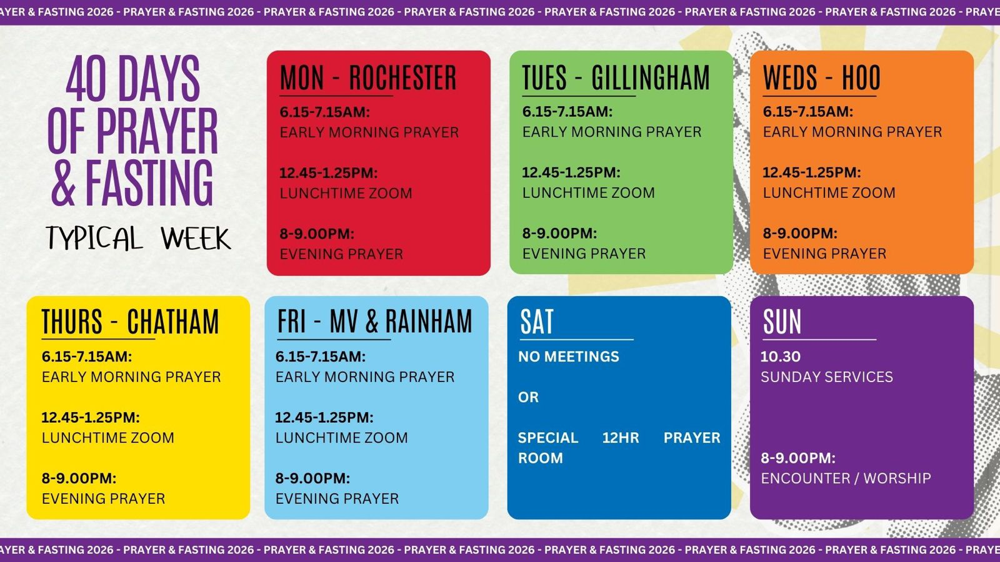 AYER & FASTING 2026 - PRAYER & FASTING 2026 - PRAYER & FASTING 2026 - PRAYER & FASTING 2026 - PRAYER & FASTING 2026 - PRAYER & FASTING 2026 - PRAYER & FASTING 2026 - PRAYE
40 DAYS
OF PRAYER
& FASTING
TYPICAL WEEK
MON - ROCHESTER
6.15-7.15AM:
EARLY MORNING PRAYER
12.45-1.25PM:
LUNCHTIME ZOOM
8-9.00PM:
EVENING PRAYER
TUES - GILLINGHAM
6.15-7.15AM:
EARLY MORNING PRAYER
12.45-1.25PM:
LUNCHTIME ZOOM
8-9.00PM:
EVENING PRAYER
WEDS - HOO
6.15-7.15AM:
EARLY MORNING PRAYER
12.45-1.25PM:
LUNCHTIME ZOOM
8-9.00PM:
EVENING PRAYER
THURS - CHATHAM
6.15-7.15AM:
EARLY MORNING PRAYER
12.45-1.25PM:
LUNCHTIME ZOOM
8-9.00PM:
EVENING PRAYER
FRI - MV & RAINHAM
6.15-7.15AM:
EARLY MORNING PRAYER
12.45-1.25PM:
LUNCHTIME ZOOM
8-9.00PM:
EVENING PRAYER
SAT
NO MEETINGS
OR
SPECIAL 12HR PRAYER
ROOM
SUN
10.30
SUNDAY SERVICES
8-9.00PM:
ENCOUNTER / WORSHIP
AYER & FASTING 2026 - PRAYER & FASTING 2026 - PRAYER & FASTING 2026 - PRAYER & FASTING 2026 - PRAYER & FASTING 2026 - PRAYER & FASTING 2026 - PRAYER & FASTING 2026 - PRAYE